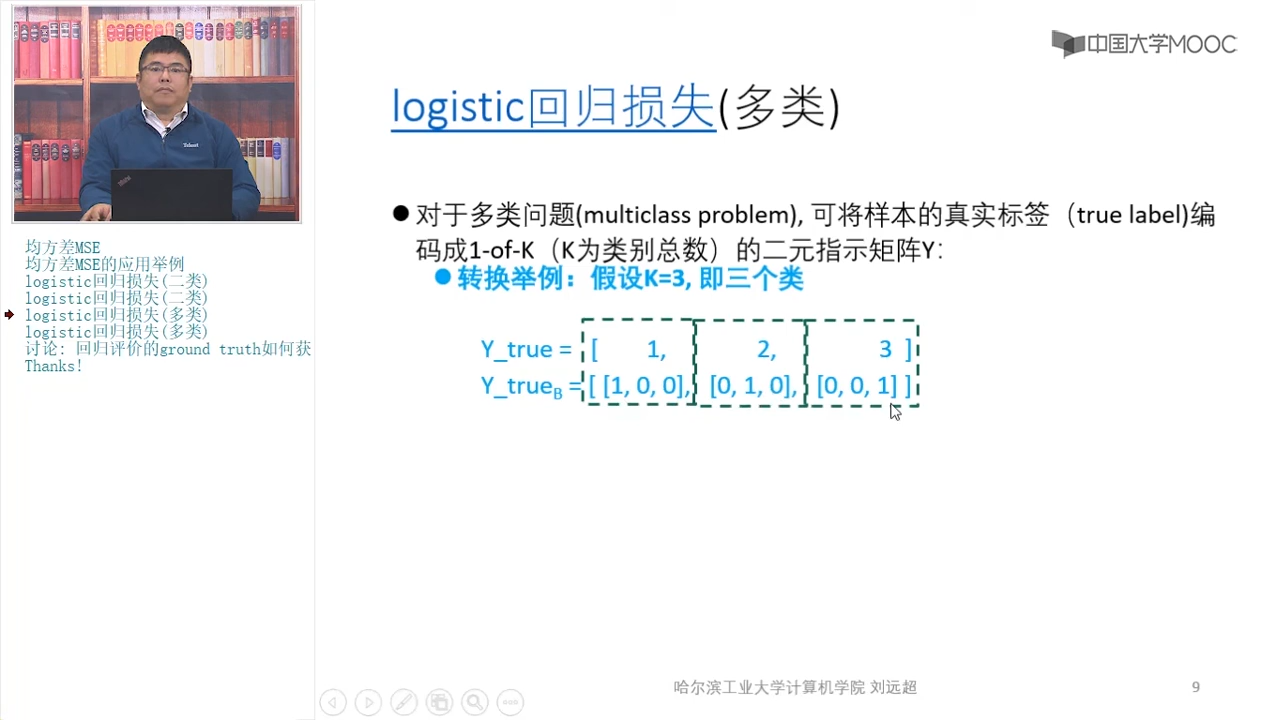 中国大学MOOC
logistic回归损失(多类)
● 对于多类问题(multiclass problem), 可将样本的真实标签（true label)编
码成1-of-K（K为类别总数）的二元指示矩阵Y:
● 转换举例：假设K=3, 即三个类
Y_true = [ 1, 2, 3 ]
Y_trueB = [ [1, 0, 0], [0, 1, 0], [0, 0, 1] ]
均方差MSE
均方差MSE的应用举例
logistic回归损失(二类)
logistic回归损失(二类)
logistic回归损失(多类)
logistic回归损失(多类)
讨论: 回归评价的ground truth如何获
Thanks!
哈尔滨工业大学计算机学院 刘远超
9